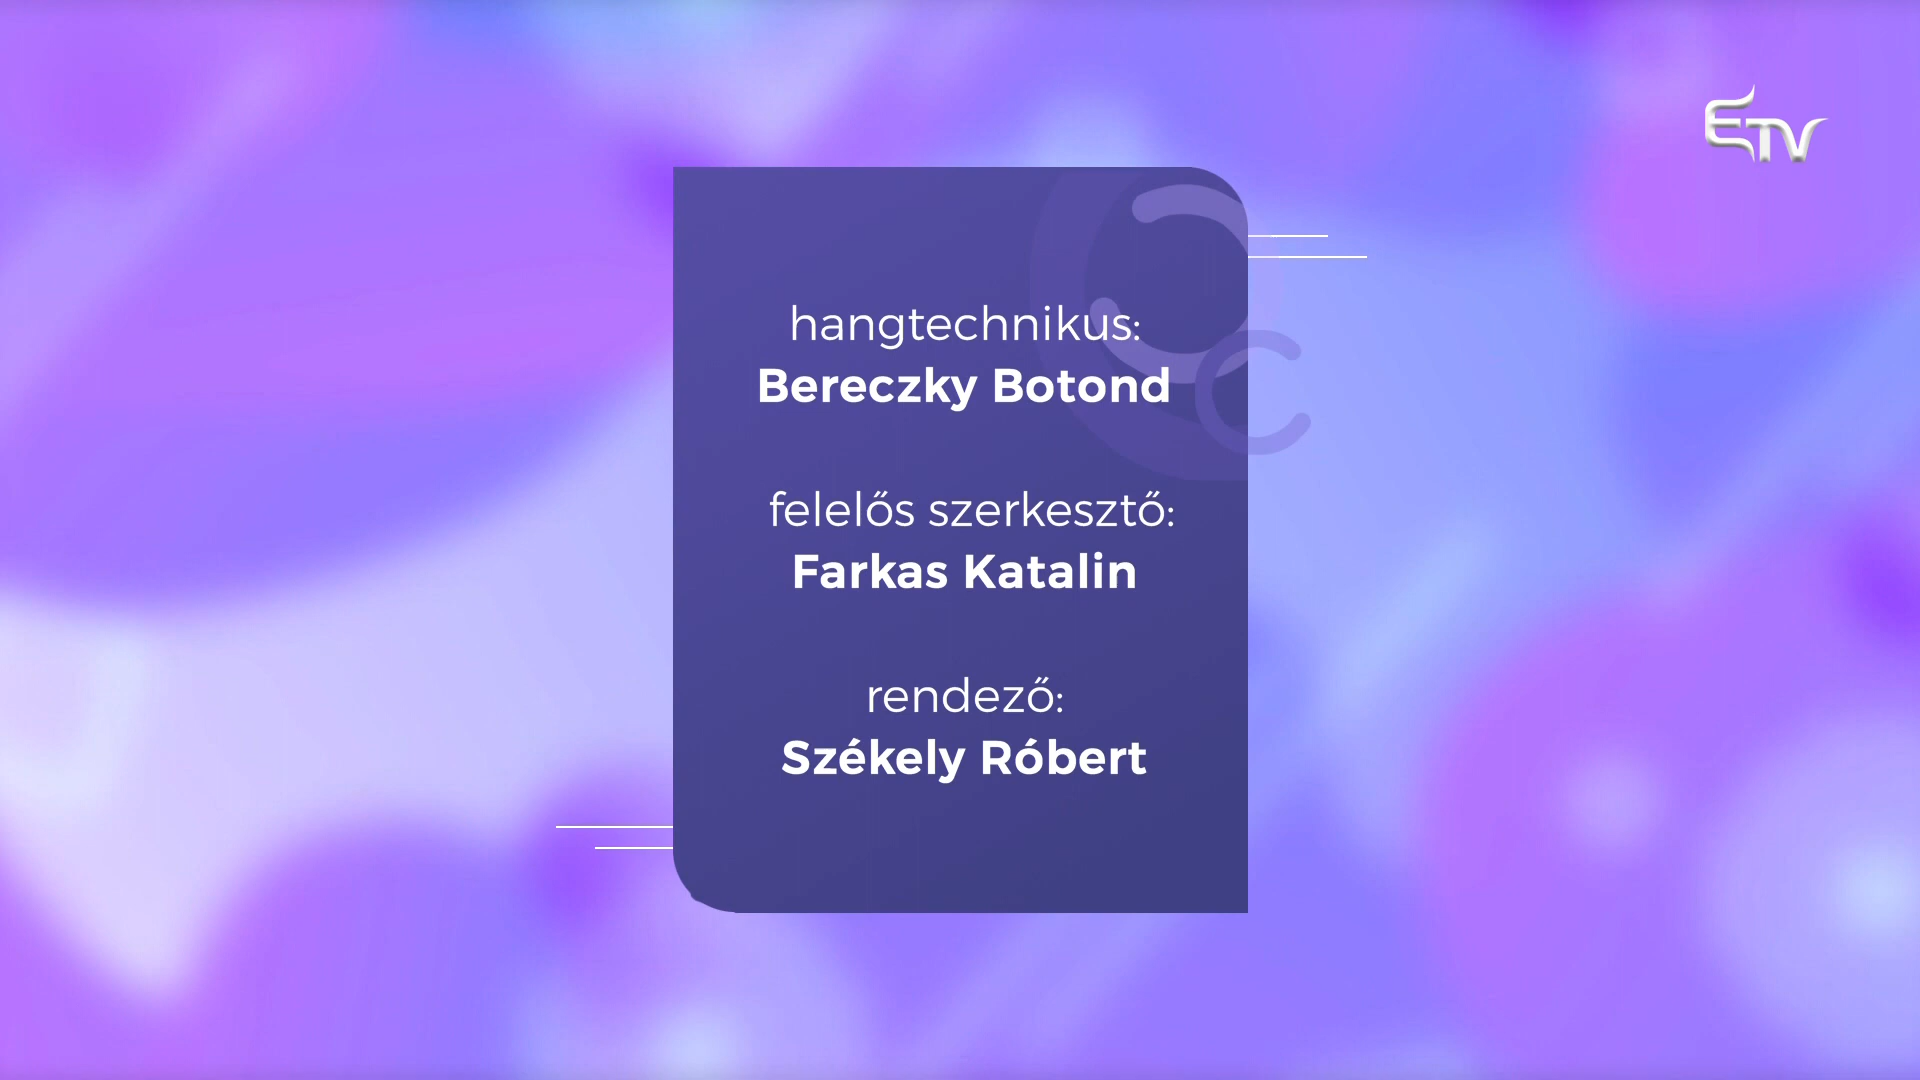 ETV
hangtechnikus:
Bereczky Botond
felelős szerkesztő:
Farkas Katalin
rendező:
Székely Róbert